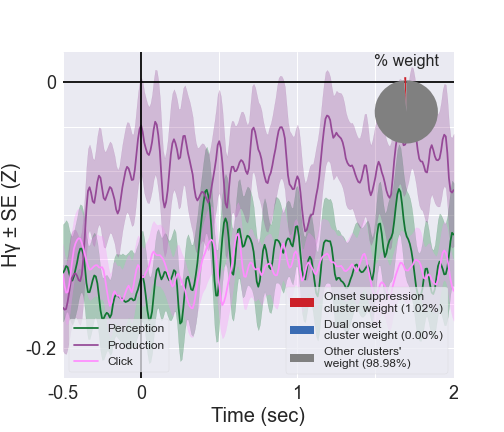 % weight
0
-0.2
Hγ ± SE (Z)
Perception
Production
Click
Onset suppression
cluster weight (1.02%)
Dual onset
cluster weight (0.00%)
Other clusters'
weight (98.98%)
-0.5
0
1
2
Time (sec)